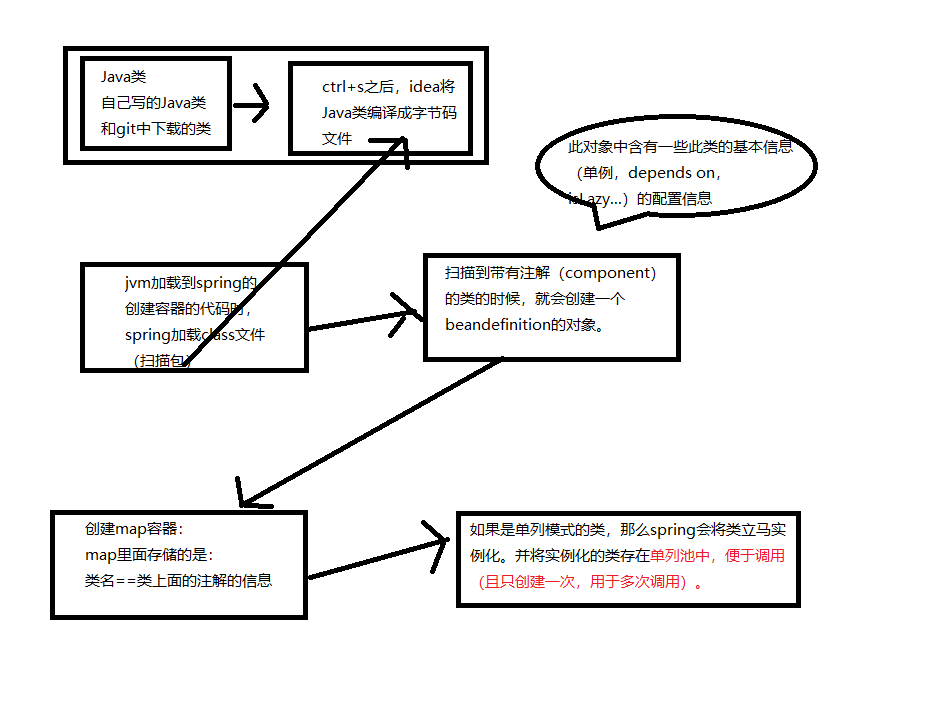 Java类
自己写的Java类
和git中下载的类
ctrl+s之后，idea将
Java类编译成字节码
文件
此对象中含有一些此类的基本信息
（单例，depends on，
isLazy...）的配置信息
jvm加载到spring的
创建容器的代码时，
spring加载class文件
（扫描包）
扫描到带有注解（component）
的类的时候，就会创建一个
beandefinition的对象。
创建map容器：
map里面存储的是：
类名==类上面的注解的信息
如果是单列模式的类，那么spring会将类立马实
例化。并将实例化的类存在单列池中，便于调用
（且只创建一次，用于多次调用）。